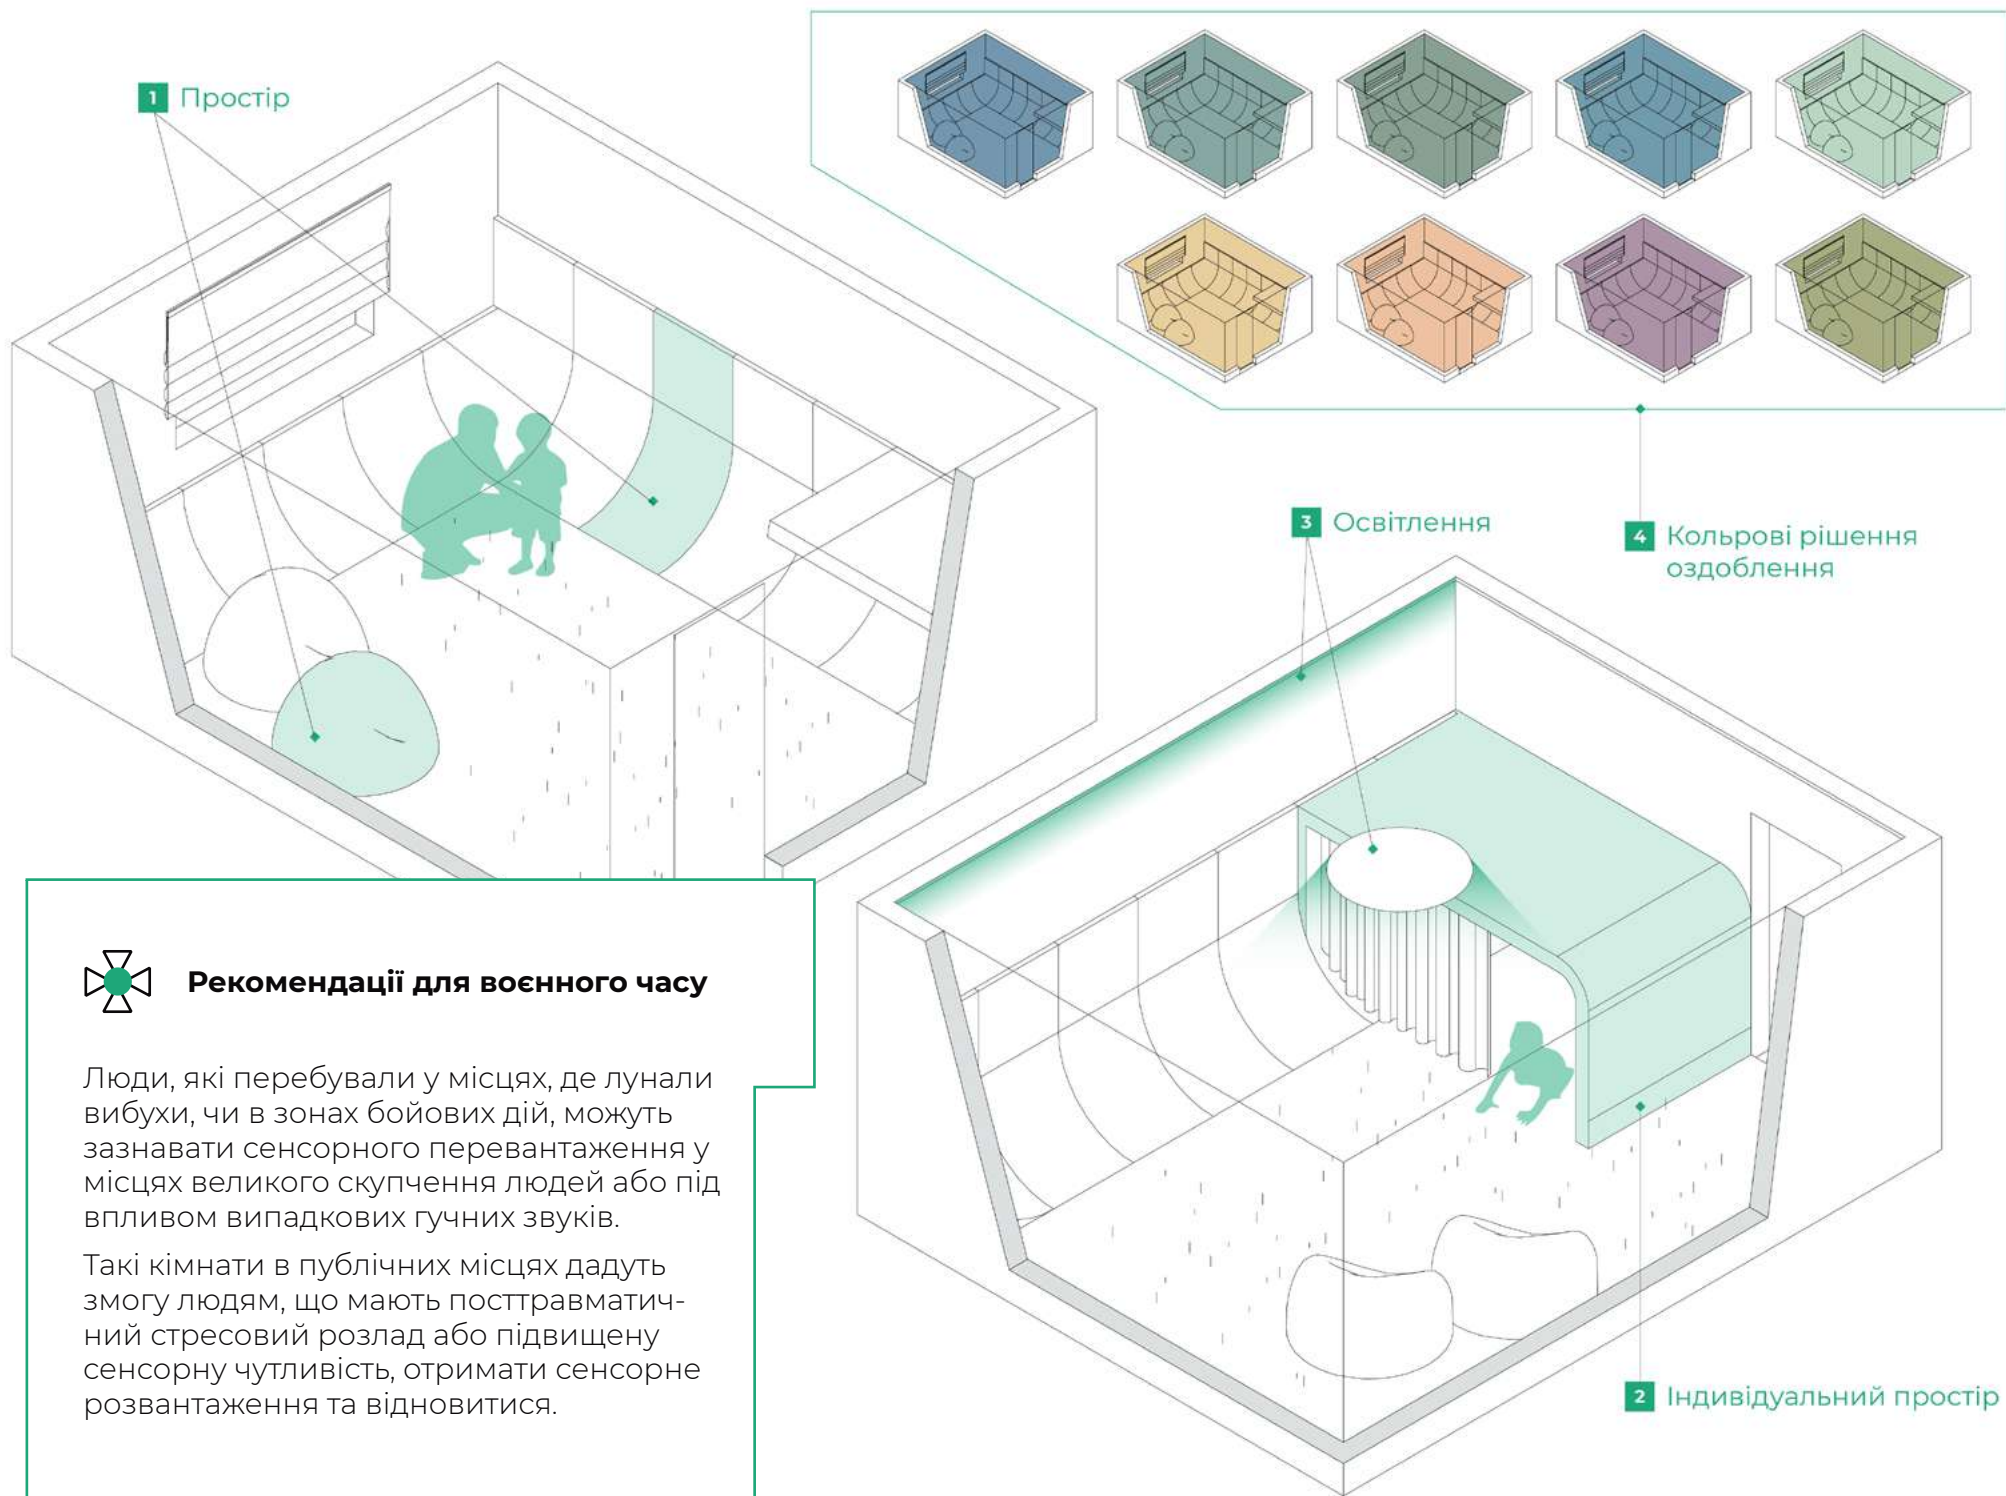 1 Простір
3 Освітлення
4 Кольрові рішення
оздоблення
Рекомендації для воєнного часу
Люди, які перебували у місцях, де лунали
вибухи, чи в зонах бойових дій, можуть
зазнавати сенсорного перевантаження у
місцях великого скупчення людей або під
впливом випадкових гучних звуків.
Такі кімнати в публічних місцях дадуть
змогу людям, що мають посттравматич-
ний стресовий розлад або підвищену
сенсорну чутливість, отримати сенсорне
розвантаження та відновитися.
2 Індивідуальний простір